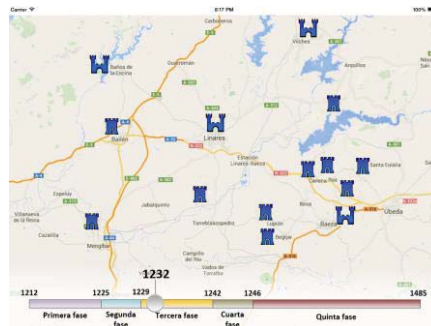 Carrier
6:17 PM
100%
Carboneros
Vilches
Baños de
la Encina
Guarromán
Arquillos
Linares
Bailén
Estación
Linares-Baeza
Santa Eulalia
Canena
Rus
Espeluy
Jabalquinto
Torreblascopedro
Lupión
Ibros
Baeza
Úbeda
Villanueva
de la Reina
Cazalilla
Mengíbar
Begíjar
Campillo
del Río
Vados de
Torralba
1232
1212
1225
1229
1242
1246
1485
Primera fase
Segunda
fase
Tercera fase
Cuarta
fase
Quinta fase